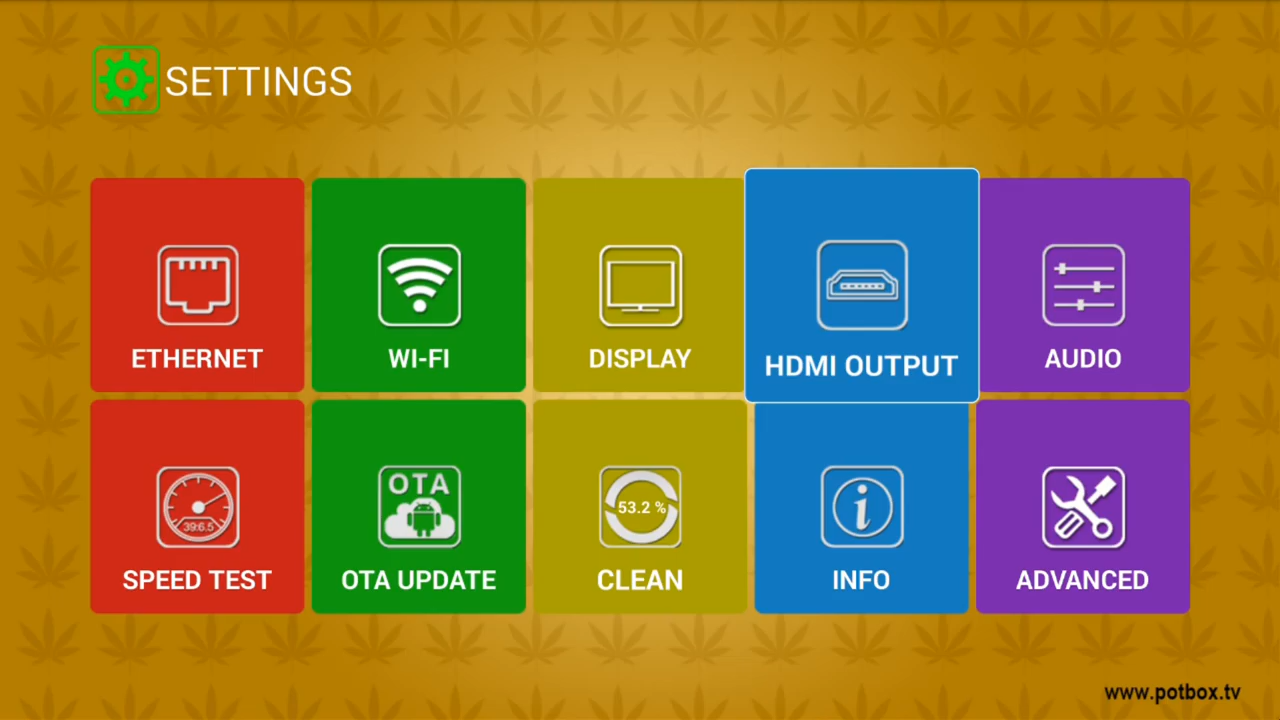 SETTINGS
ETHERNET
WI-FI
DISPLAY
HDMI OUTPUT
AUDIO
39:6.5
SPEED TEST
OTA
OTA UPDATE
53.2 %
CLEAN
i
INFO
ADVANCED
www.potbox.tv